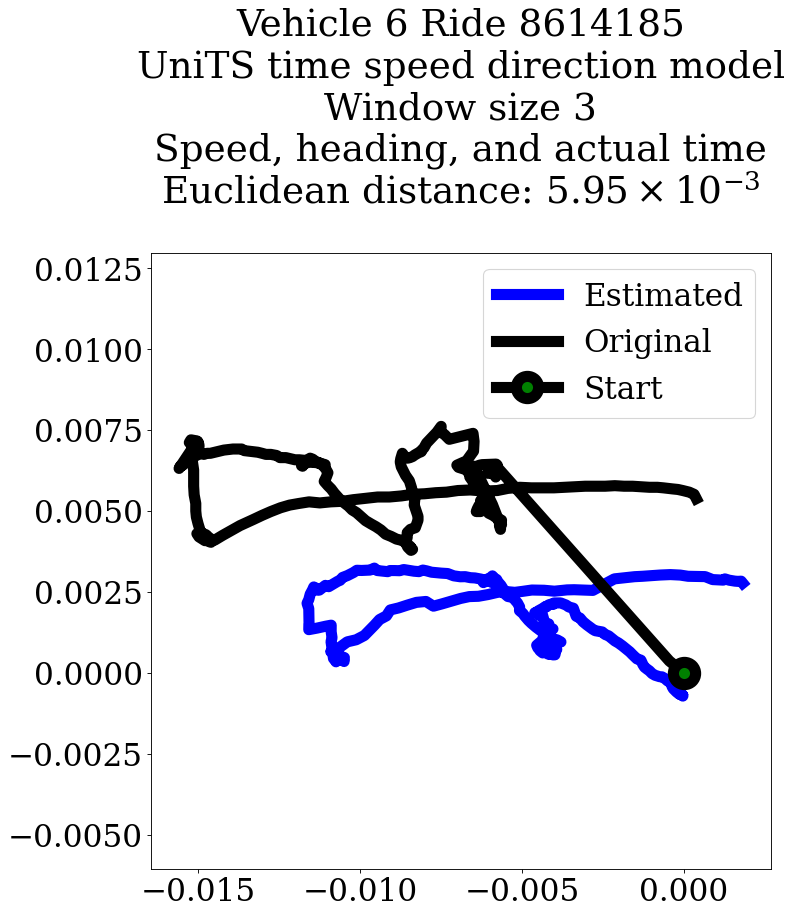 Vehicle 6 Ride 8614185
UniTS time speed direction model
Window size 3
Speed, heading, and actual time
Euclidean distance: 5.95 × 10⁻³
0.0125
0.0100
0.0075
0.0050
0.0025
0.0000
−0.0025
−0.0050
Estimated
Original
Start
−0.015 −0.010 −0.005 0.000